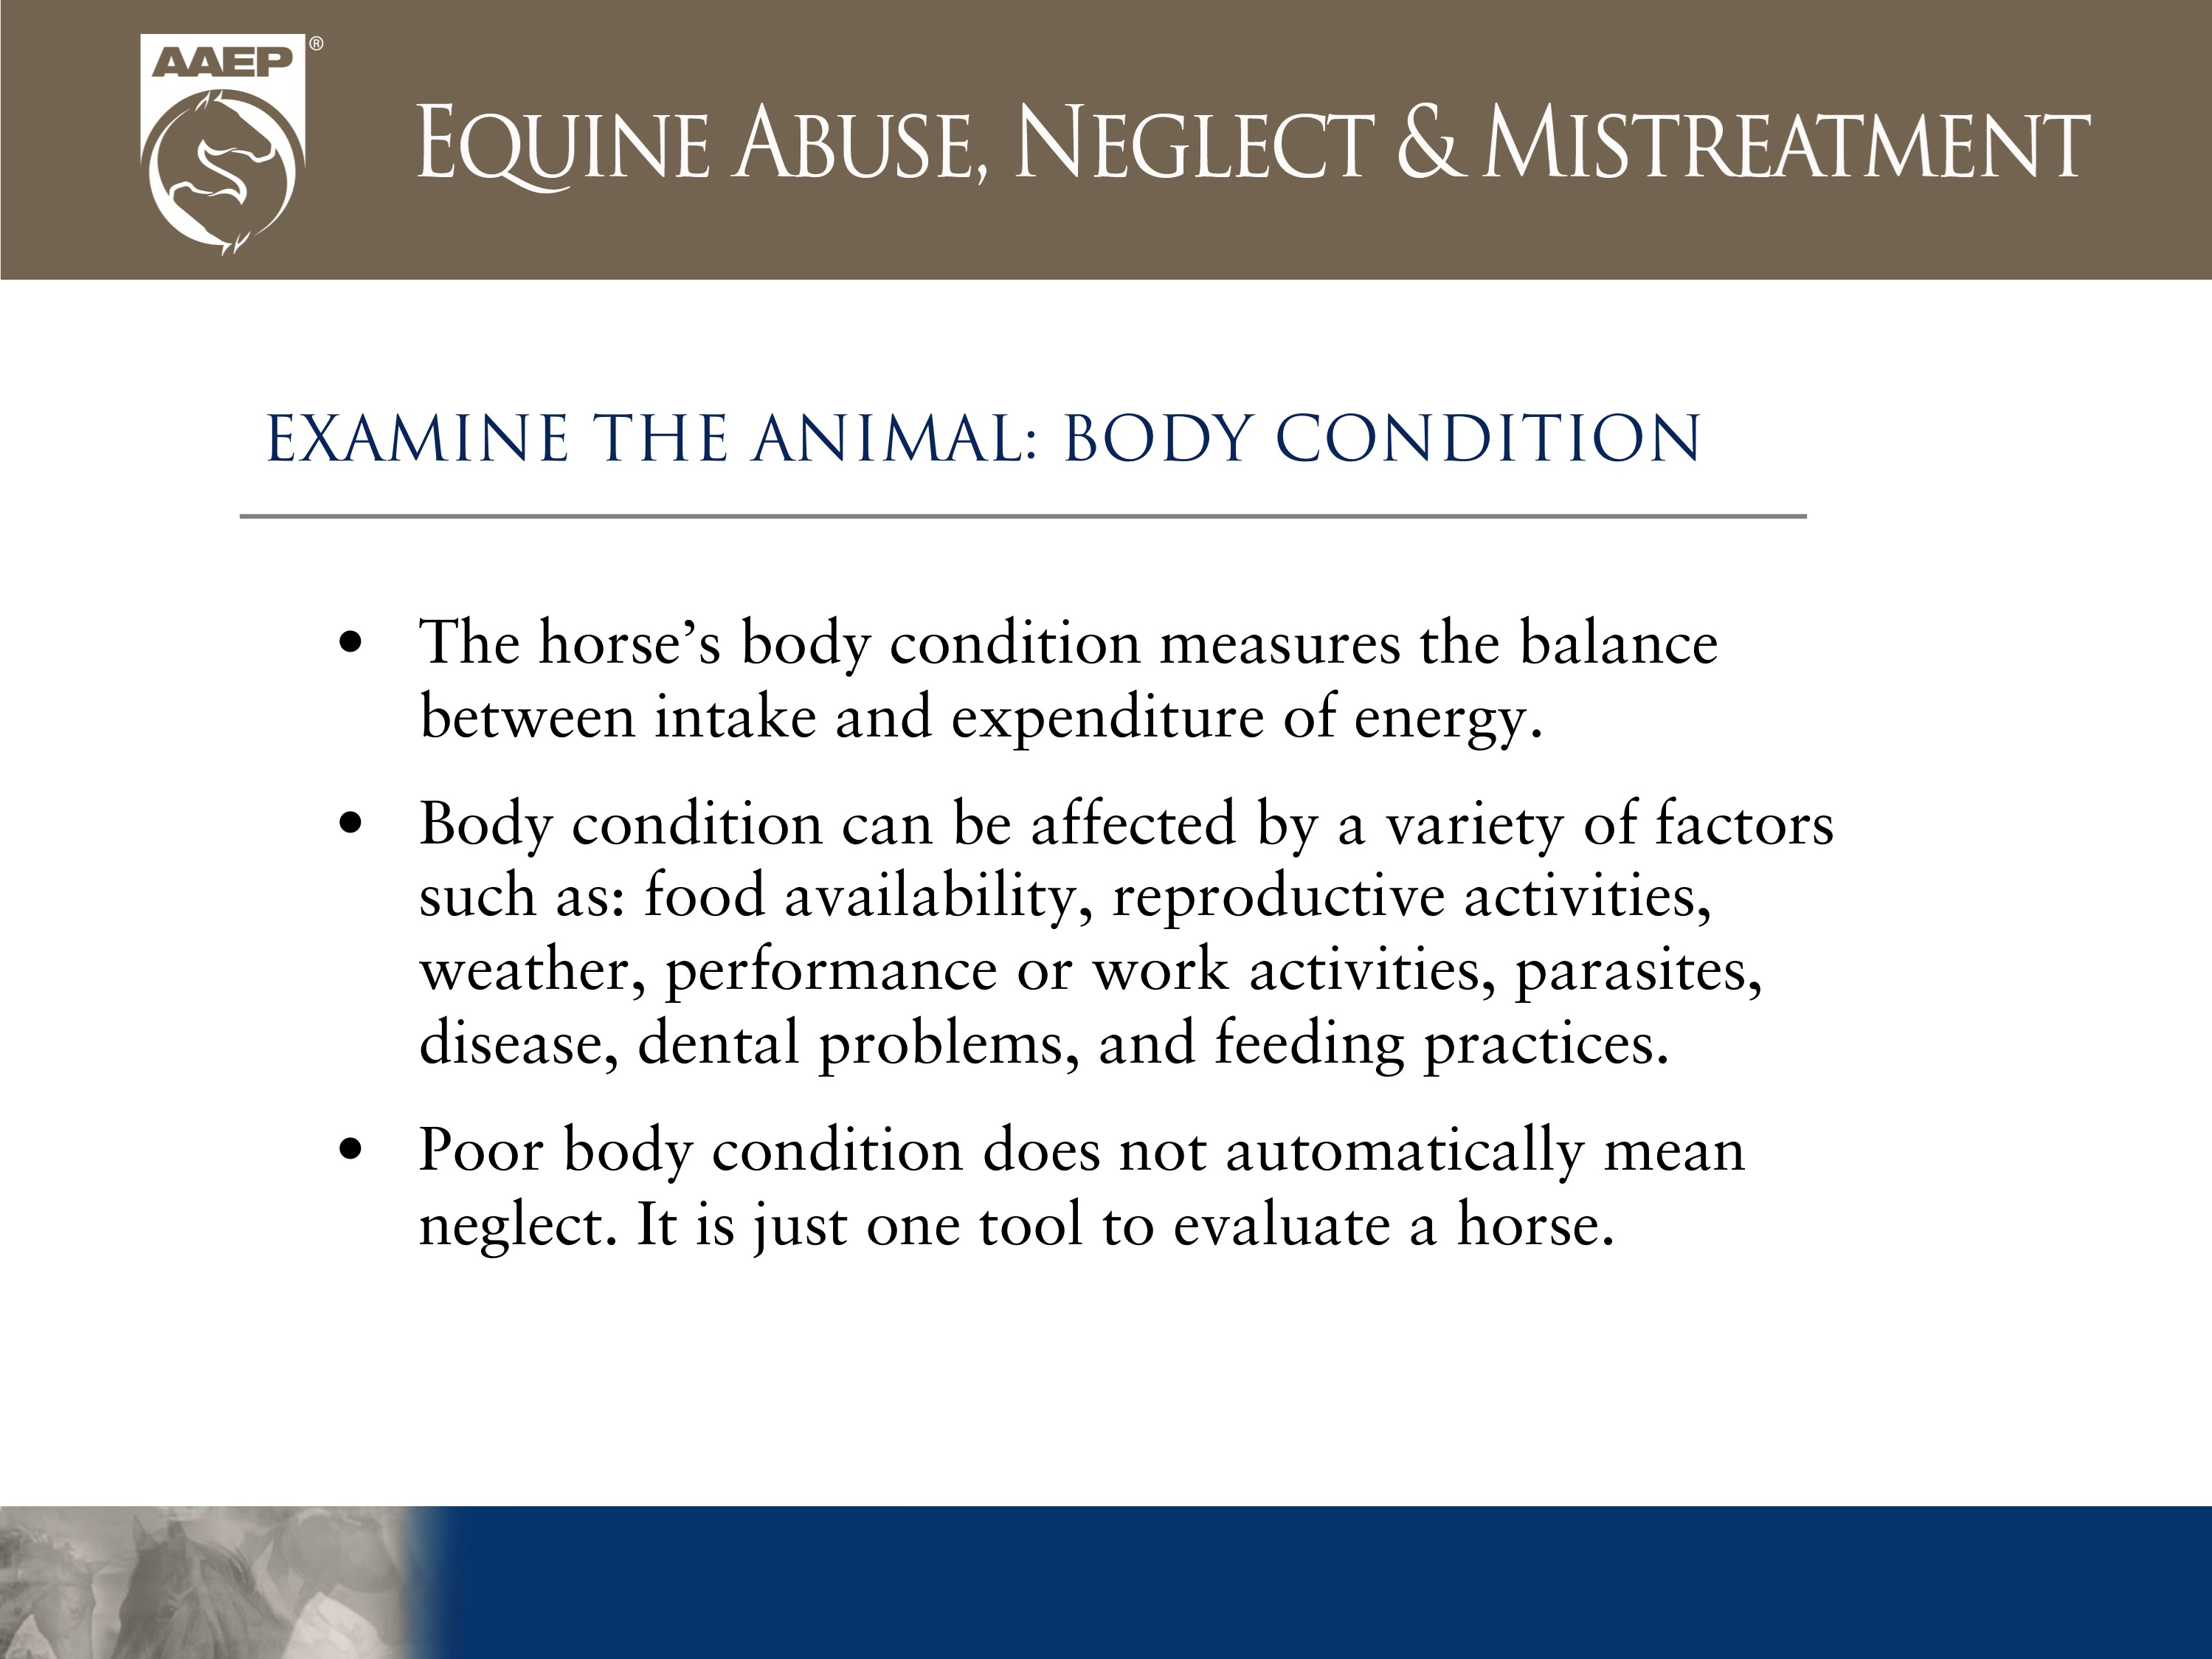 AAEP®
EQUINE ABUSE, NEGLECT & MISTREATMENT
EXAMINE THE ANIMAL: BODY CONDITION
• The horse’s body condition measures the balance
between intake and expenditure of energy.
• Body condition can be affected by a variety of factors
such as: food availability, reproductive activities,
weather, performance or work activities, parasites,
disease, dental problems, and feeding practices.
• Poor body condition does not automatically mean
neglect. It is just one tool to evaluate a horse.